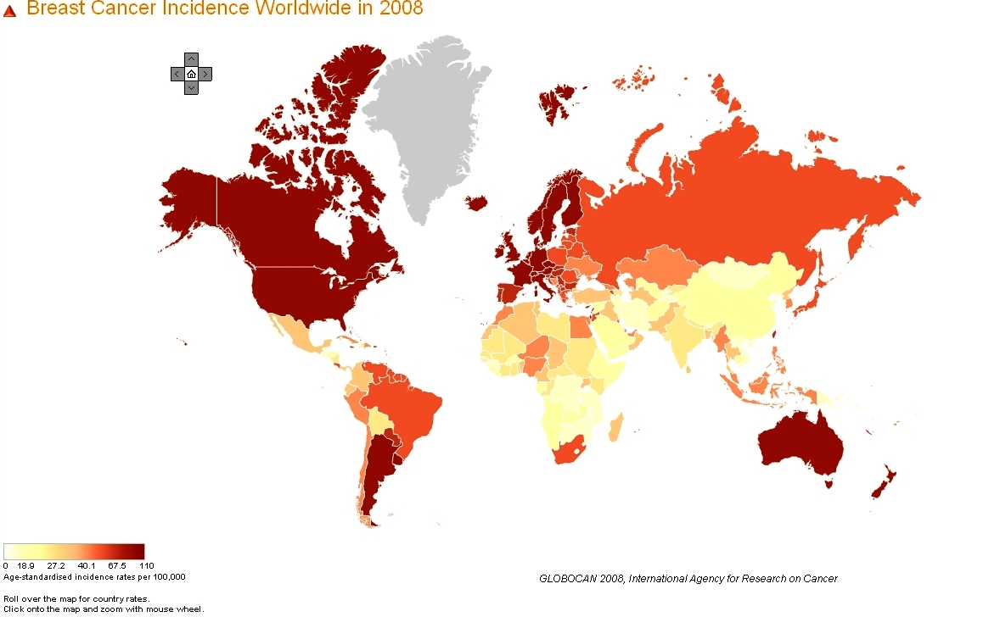 Breast Cancer Incidence Worldwide in 2008
0 18.9 27.2 40.1 67.5 110
Age-standardised incidence rates per 100,000
GLOBOCAN 2008, International Agency for Research on Cancer
Roll over the map for country rates.
Click onto the map and zoom with mouse wheel.